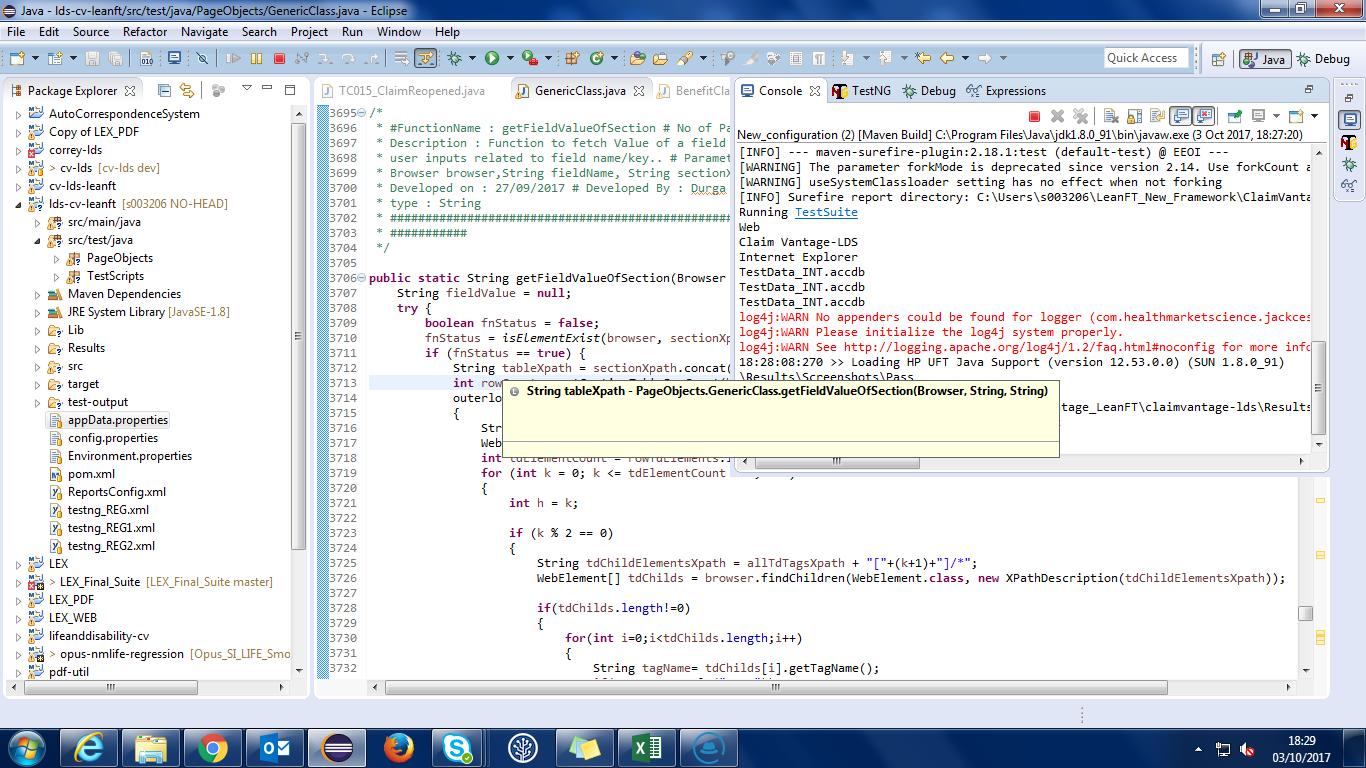 Java - lds-cv-leanft/src/test/java/PageObjects/GenericClass.java - Eclipse
File Edit Source Refactor Navigate Search Project Run Window Help
Quick Access
Java
Debug
Package Explorer
AutoCorrespondenceSystem
Copy of LEX_PDF
correy-lds
> cv-lds [cv-lds dev]
cv-lds-leanft
lds-cv-leanft [s003206 NO-HEAD]
src/main/java
src/test/java
PageObjects
TestScripts
Maven Dependencies
JRE System Library [JavaSE-1.8]
Lib
Results
src
target
test-output
appData.properties
config.properties
Environment.properties
pom.xml
ReportsConfig.xml
testng_REG.xml
testng_REG1.xml
testng_REG2.xml
LEX
> LEX_Final_Suite [LEX_Final_Suite master]
LEX_PDF
LEX_WEB
lifeanddisability-cv
> opus-nmlife-regression [Opus_SI_LIFE_Smo
pdf-util
TC015_ClaimReopened.java
GenericClass.java
BenefitCla
3695 /*
3696 * #FunctionName : getFieldValueOfSection # No of Pa
3697 * Description : Function to fetch Value of a field
3698 * user inputs related to field name/key.. # Paramet
3699 * Browser browser,String fieldName, String sectionX
3700 * Developed on : 27/09/2017 # Developed By : Durga
3701 * type : String
3702 * ################################################
3703 * ###########
3704 */
3705
3706 public static String getFieldValueOfSection(Browser
3707 String fieldValue = null;
3708 try {
3709 boolean fnStatus = false;
3710 fnStatus = isElementExist(browser, sectionXp
3711 if (fnStatus == true) {
3712 String tableXpath = sectionXpath.concat(
3713 int row
3714 outerlo
3715 {
3716 Str
3717 Web
3718 int tdElementCount = rowTdElements.
3719 for (int k = 0; k <= tdElementCount
3720 {
3721 int h = k;
3722
3723 if (k % 2 == 0)
3724 {
3725 String tdChildElementsXpath = allTdTagsXpath + "["+(k+1)+"]/*";
3726 WebElement[] tdChilds = browser.findChildren(WebElement.class, new XPathDescription(tdChildElementsXpath));
3727
3728 if(tdChilds.length!=0)
3729 {
3730 for(int i=0;i<tdChilds.length;i++)
3731 {
3732 String tagName= tdChilds[i].getTagName();
String tableXpath - PageObjects.GenericClass.getFieldValueOfSection(Browser, String, String)
Console
TestNG
Debug
Expressions
New_configuration (2) [Maven Build] C:\Program Files\Java\jdk1.8.0_91\bin\javaw.exe (3 Oct 2017, 18:27:20)
[INFO] --- maven-surefire-plugin:2.18.1:test (default-test) @ EEOI ---
[WARNING] The parameter forkMode is deprecated since version 2.14. Use forkCount a
[WARNING] useSystemClassloader setting has no effect when not forking
[INFO] Surefire report directory: C:\Users\s003206\LeanFT_New_Framework\ClaimVanta
Running TestSuite
Web
Claim Vantage-LDS
Internet Explorer
TestData_INT.accdb
TestData_INT.accdb
TestData_INT.accdb
log4j:WARN No appenders could be found for logger (com.healthmarketscience.jackces
log4j:WARN Please initialize the log4j system properly.
log4j:WARN See http://logging.apache.org/log4j/1.2/faq.html#noconfig for more info
18:28:08:270 >> Loading HP UFT Java Support (version 12.53.0.0) (SUN 1.8.0_91)
\Results\Screenshots\Pass
tage_LeanFT\claimvantage-lds\Results
18:29
03/10/2017